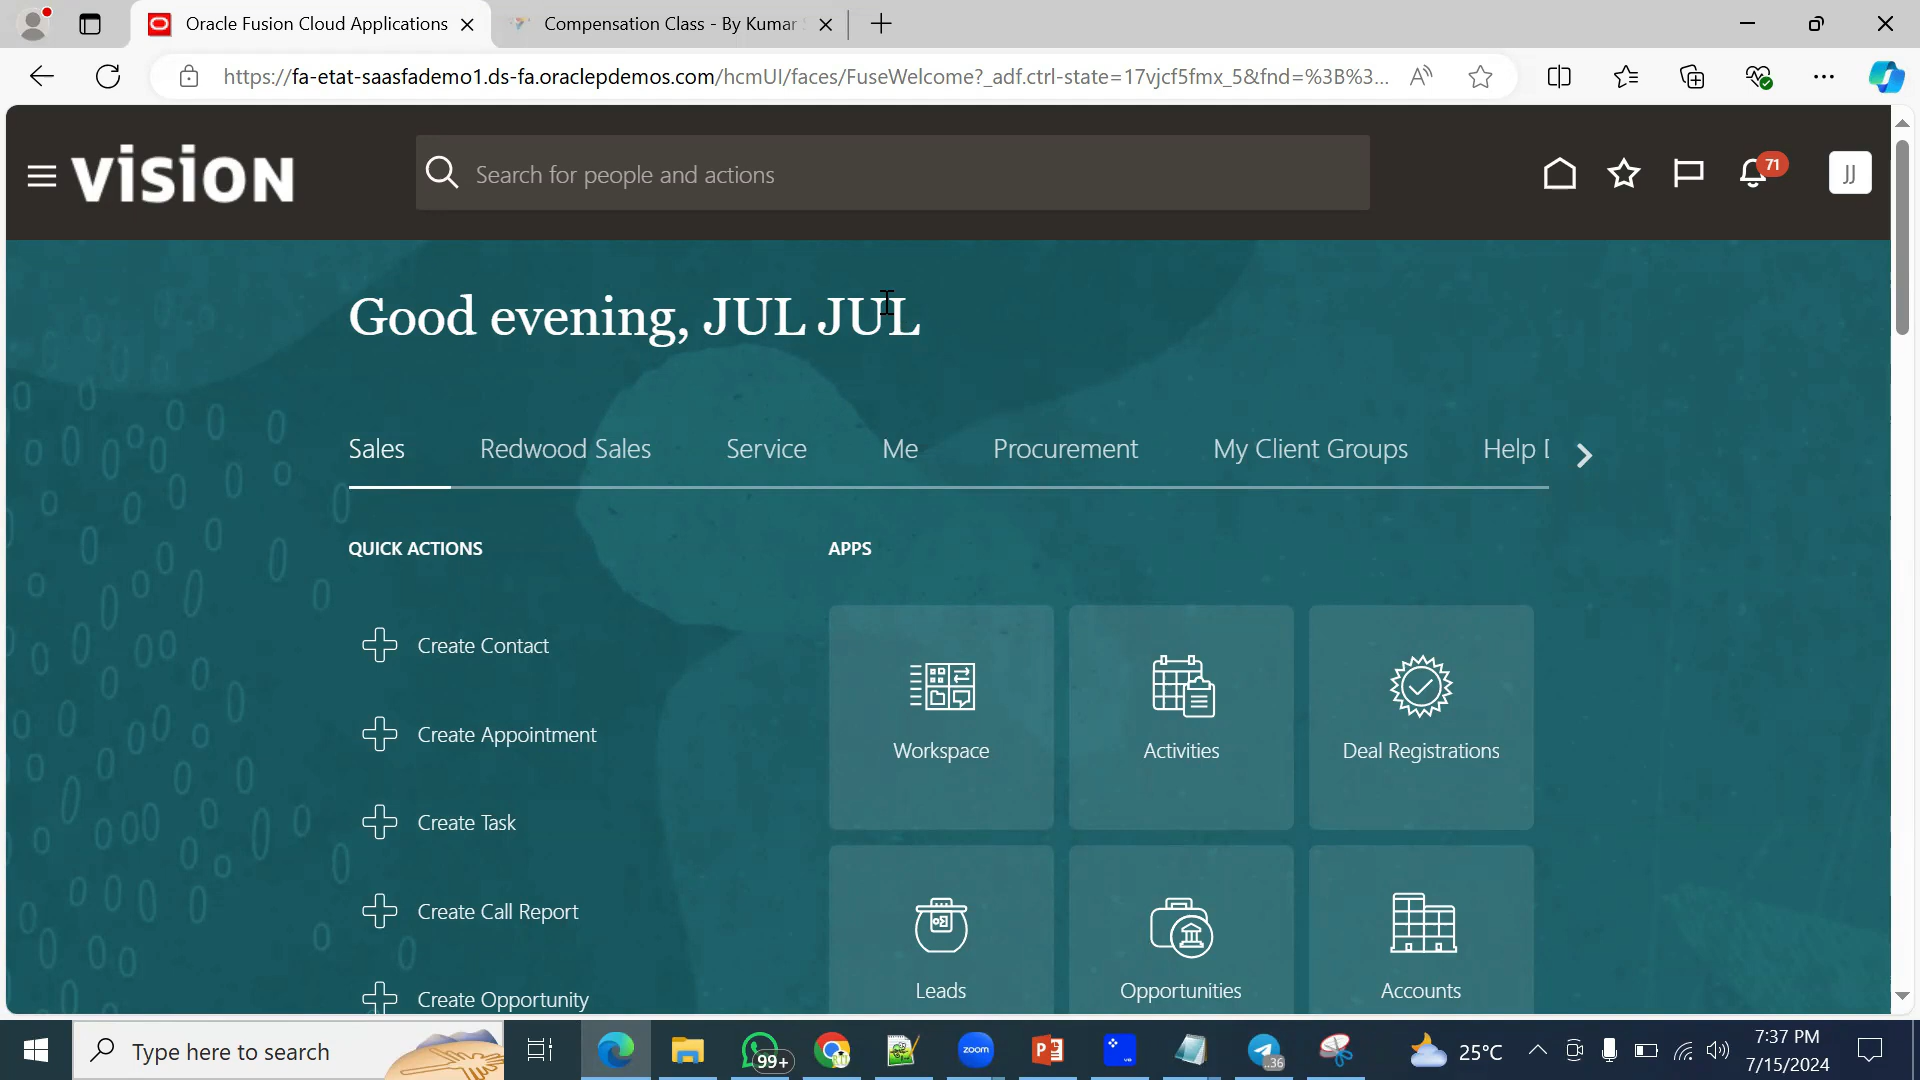 Oracle Fusion Cloud Applications
Compensation Class - By Kumar
https://fa-etat-saasfademo1.ds-fa.oraclepdemos.com/hcmUI/faces/FuseWelcome?_adf.ctrl-state=17vjcf5fmx_5&fnd=%3B%3...
vision
Search for people and actions
71
JJ
Good evening, JUL JUL
Sales
Redwood Sales
Service
Me
Procurement
My Client Groups
Help
QUICK ACTIONS
APPS
Create Contact
Create Appointment
Create Task
Create Call Report
Create Opportunity
Workspace
Activities
Deal Registrations
Leads
Opportunities
Accounts
Type here to search
99+
zoom
36
25°C
7:37 PM
7/15/2024